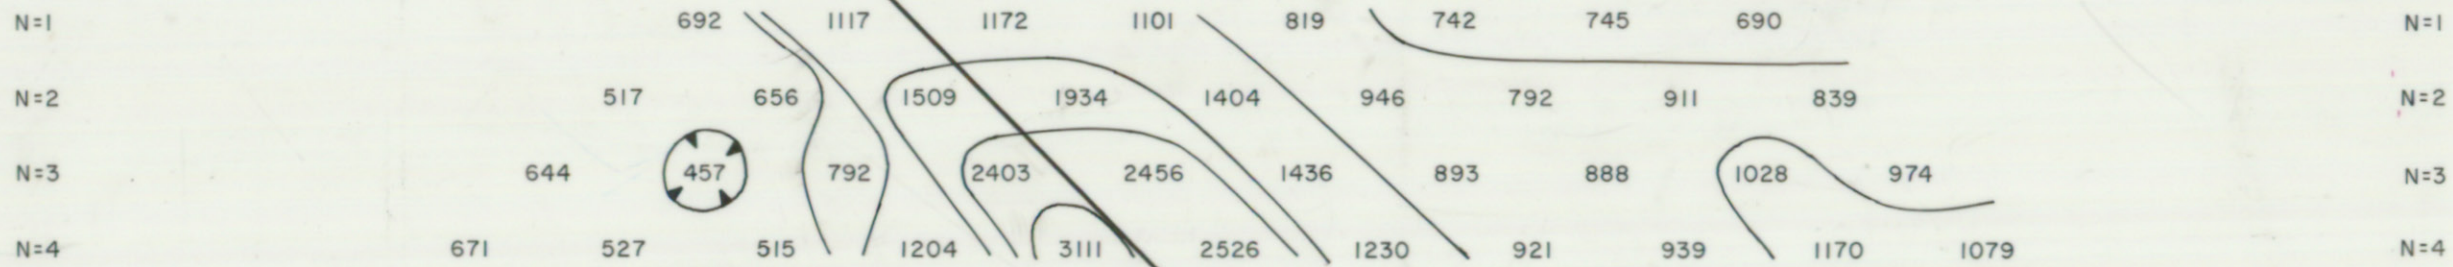 N=1 692 1117 1172 1101 819 742 745 690 N=1
N=2 517 656 1509 1934 1404 946 792 911 839 N=2
N=3 644 457 792 2403 2456 1436 893 888 1028 974 N=3
N=4 671 527 515 1204 3111 2526 1230 921 939 1170 1079 N=4